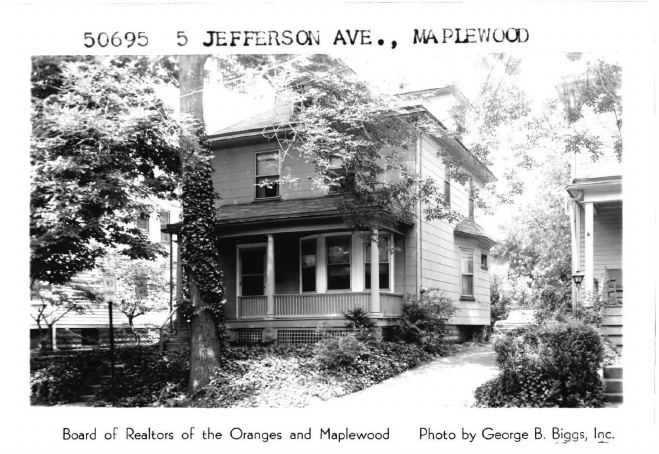 50695 5 JEFFERSON AVE., MAPLEWOOD
Board of Realtors of the Oranges and Maplewood Photo by George B. Biggs, Inc.